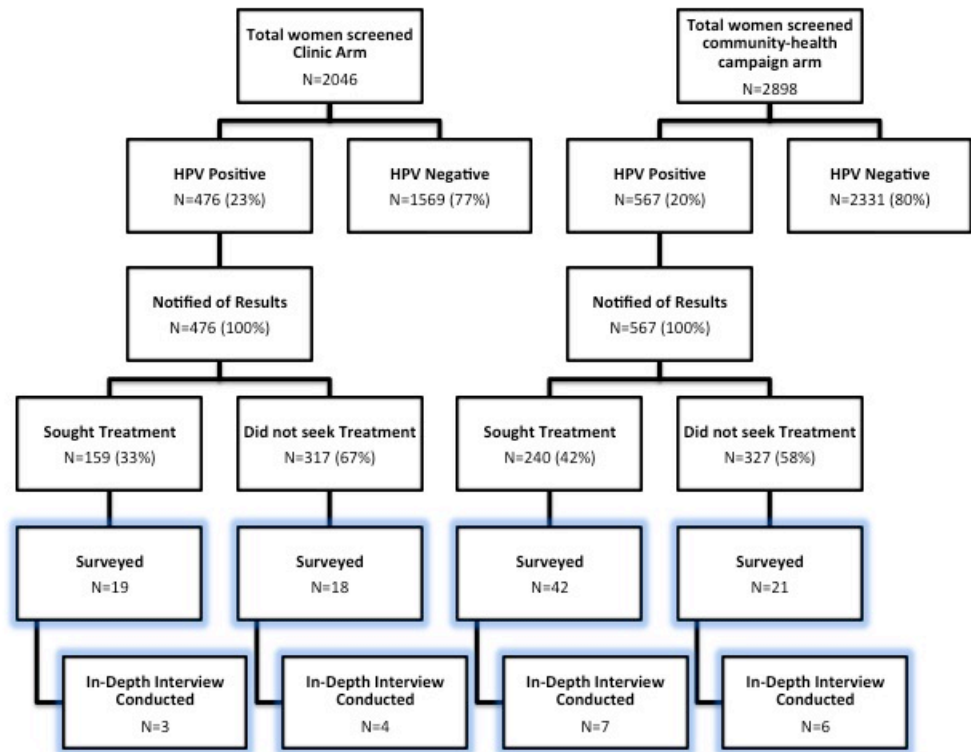 Total women screened
Clinic Arm
N=2046
Total women screened
community-health
campaign arm
N=2898
HPV Positive
N=476 (23%)
HPV Negative
N=1569 (77%)
HPV Positive
N=567 (20%)
HPV Negative
N=2331 (80%)
Notified of Results
N=476 (100%)
Notified of Results
N=567 (100%)
Sought Treatment
N=159 (33%)
Did not seek Treatment
N=317 (67%)
Sought Treatment
N=240 (42%)
Did not seek Treatment
N=327 (58%)
Surveyed
N=19
Surveyed
N=18
Surveyed
N=42
Surveyed
N=21
In-Depth Interview
Conducted
N=3
In-Depth Interview
Conducted
N=4
In-Depth Interview
Conducted
N=7
In-Depth Interview
Conducted
N=6